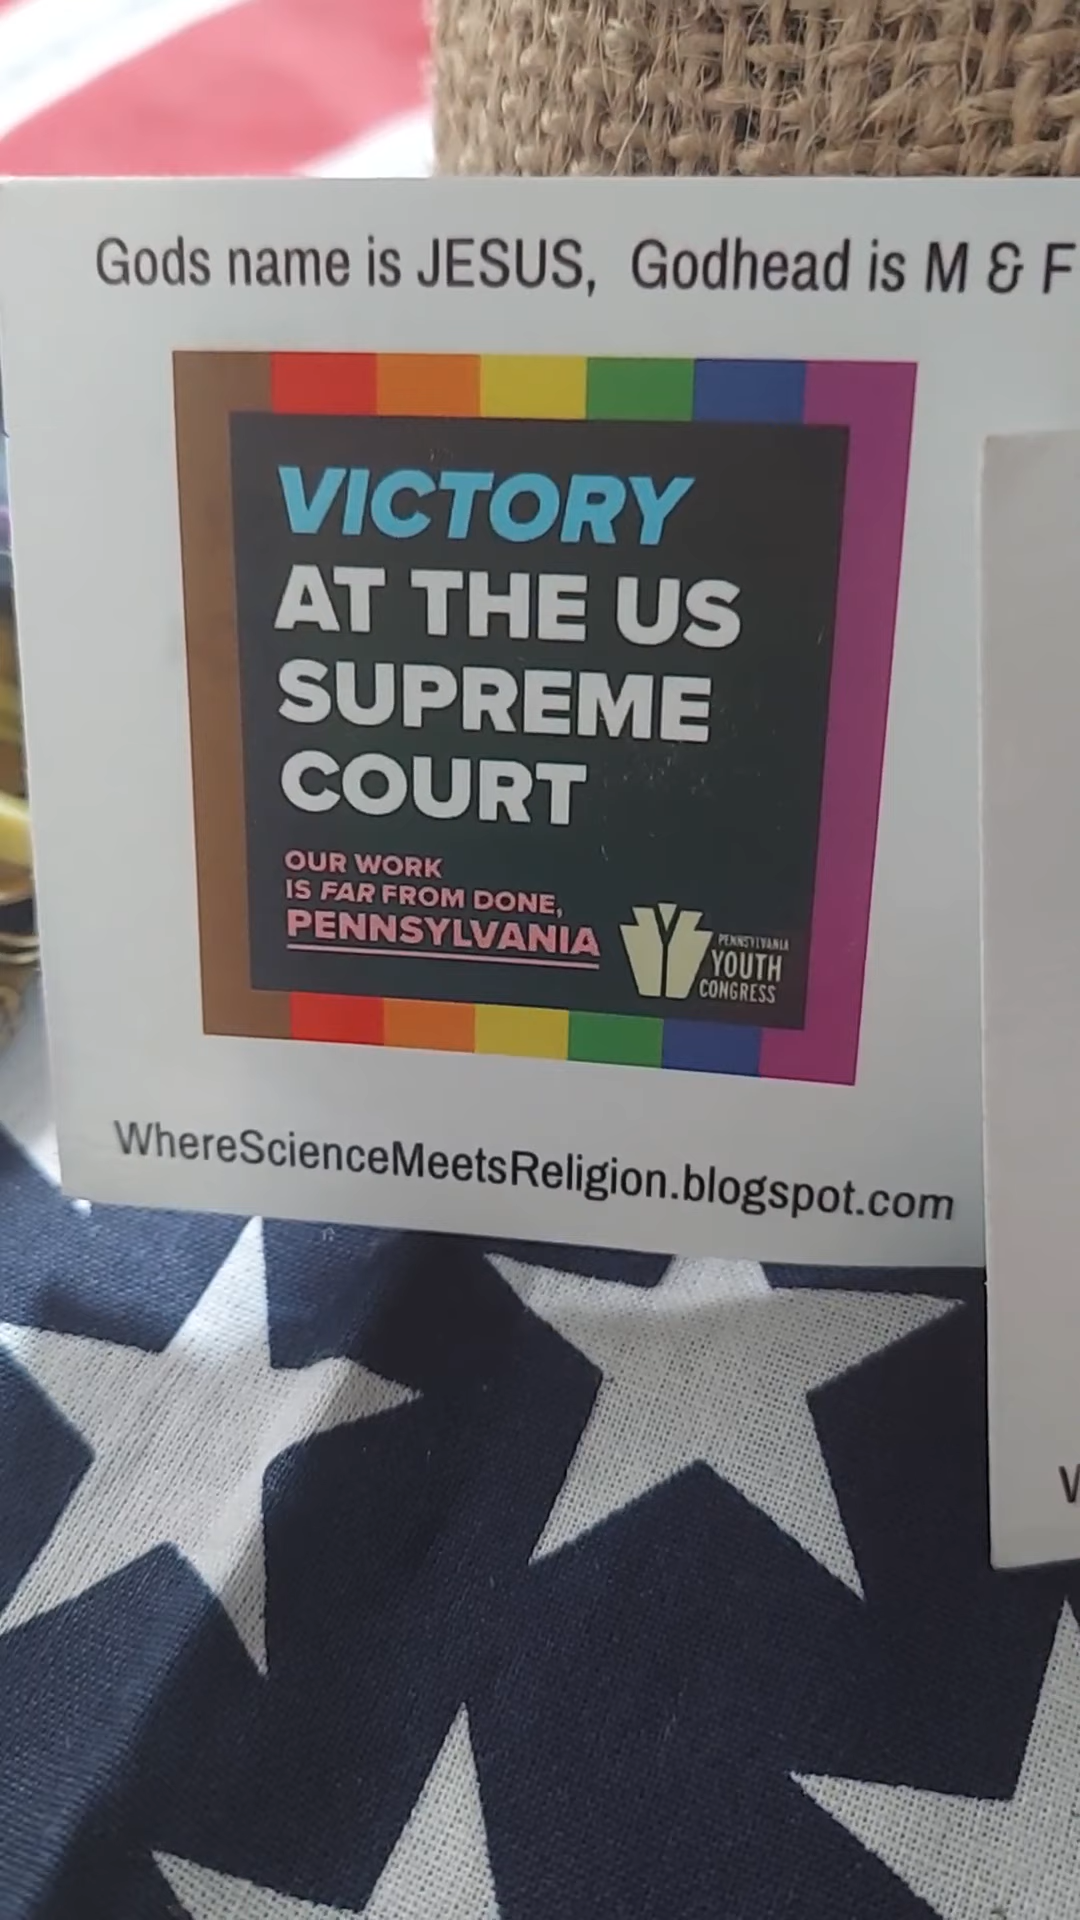 Gods name is JESUS, Godhead is M & F
VICTORY
AT THE US
SUPREME
COURT
OUR WORK
IS FAR FROM DONE,
PENNSYLVANIA
PENNSYLVANIA
YOUTH
CONGRESS
WhereScienceMeetsReligion.blogspot.com